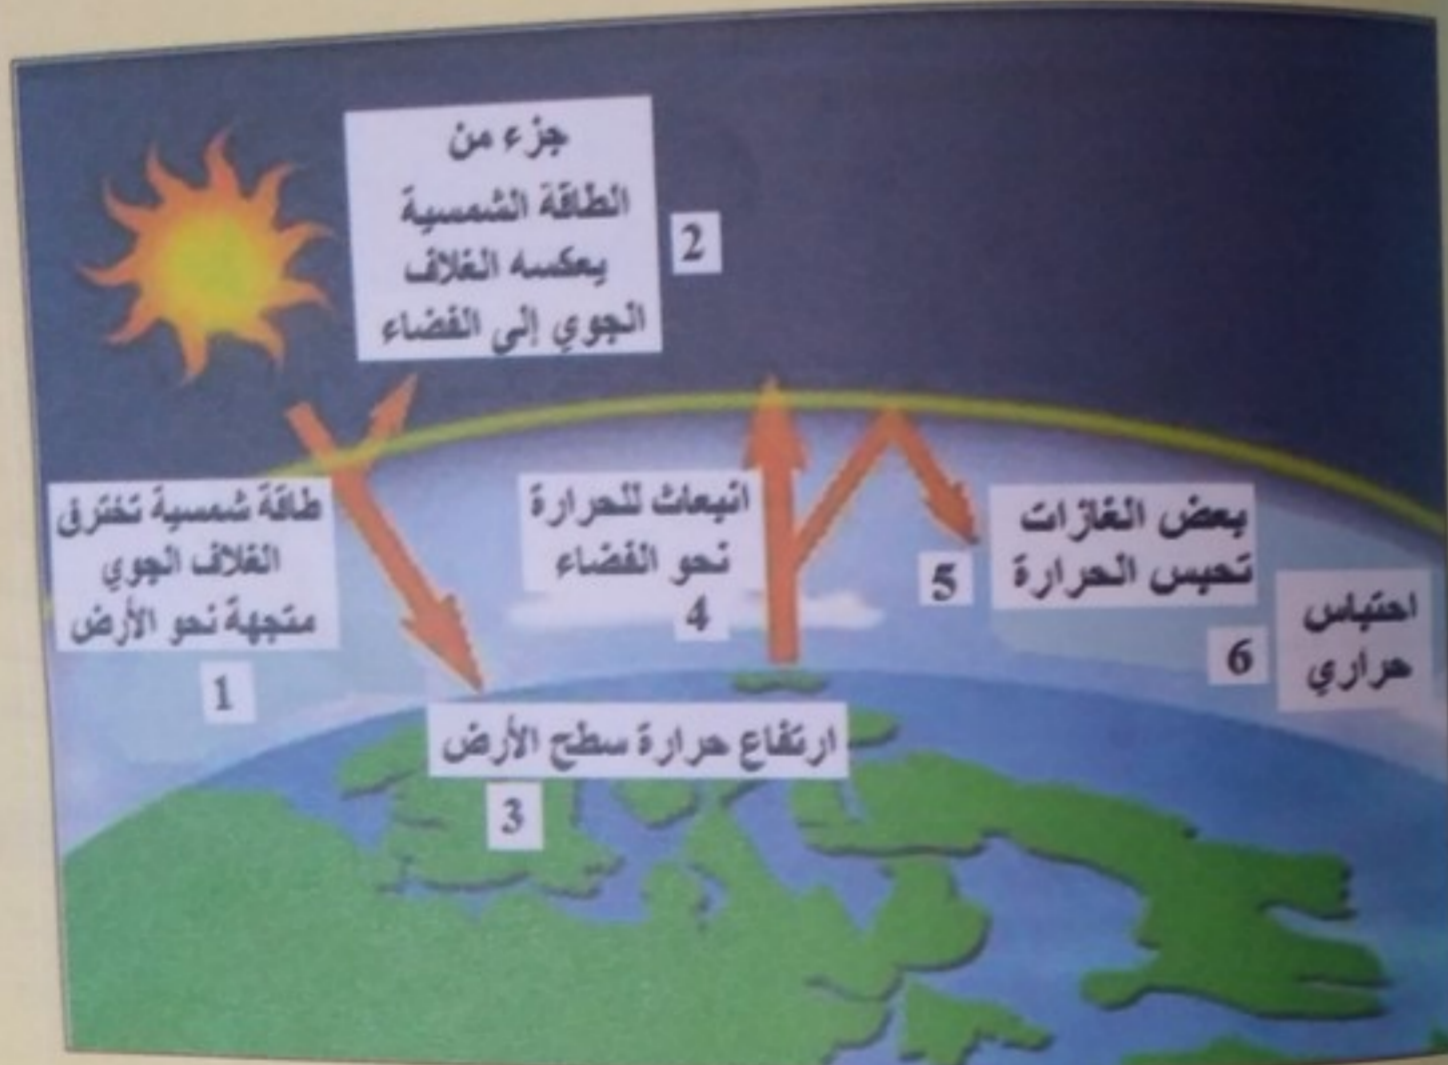 جزء من
الطاقة الشمسية
يعكسه الغلاف
الجوي إلى الفضاء
2
طاقة شمسية تخترق
الغلاف الجوي
متجهة نحو الأرض
1
انبعاث للحرارة
نحو الفضاء
4
بعض الغازات
تحبس الحرارة
5
احتباس
حراري
6
ارتفاع حرارة سطح الأرض
3